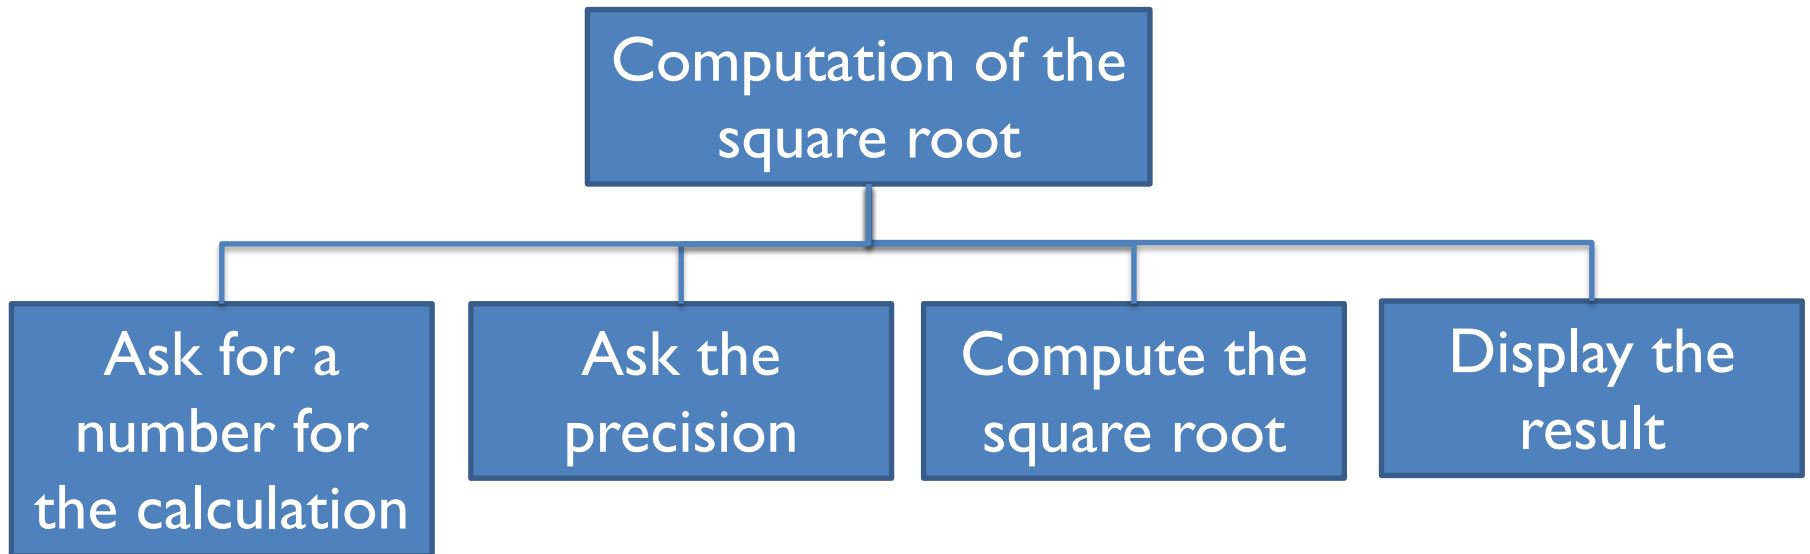 Computation of the
square root
Ask for a
number for
the calculation
Ask the
precision
Compute the
square root
Display the
result